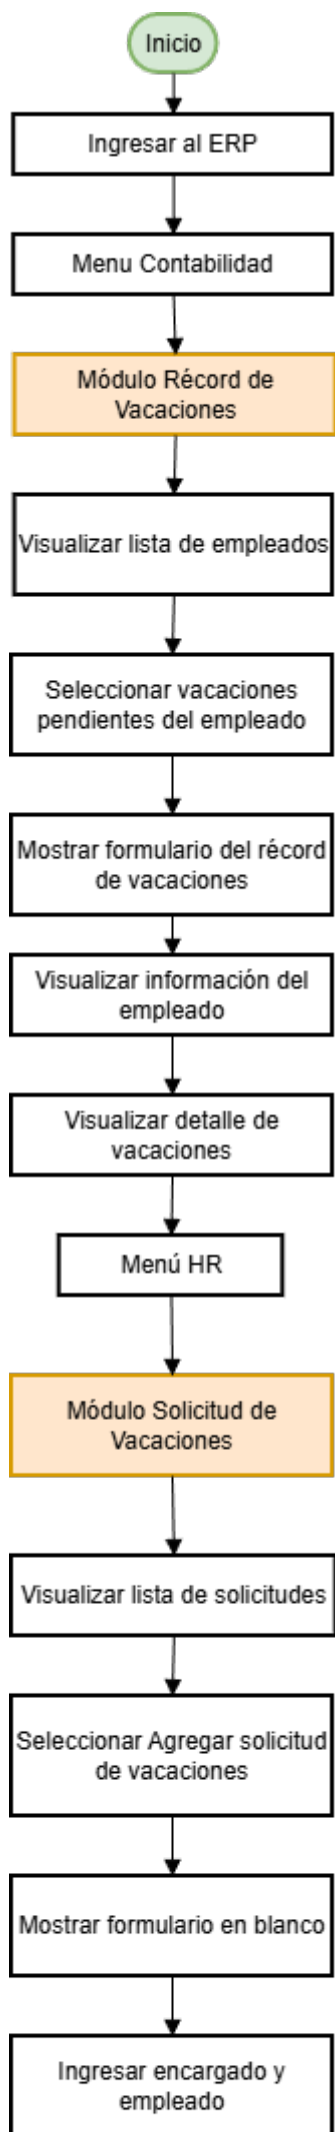 Inicio
Ingresar al ERP
Menu Contabilidad
Módulo Récord de
Vacaciones
Visualizar lista de empleados
Seleccionar vacaciones
pendientes del empleado
Mostrar formulario del récord
de vacaciones
Visualizar información del
empleado
Visualizar detalle de
vacaciones
Menú HR
Módulo Solicitud de
Vacaciones
Visualizar lista de solicitudes
Seleccionar Agregar solicitud
de vacaciones
Mostrar formulario en blanco
Ingresar encargado y
empleado